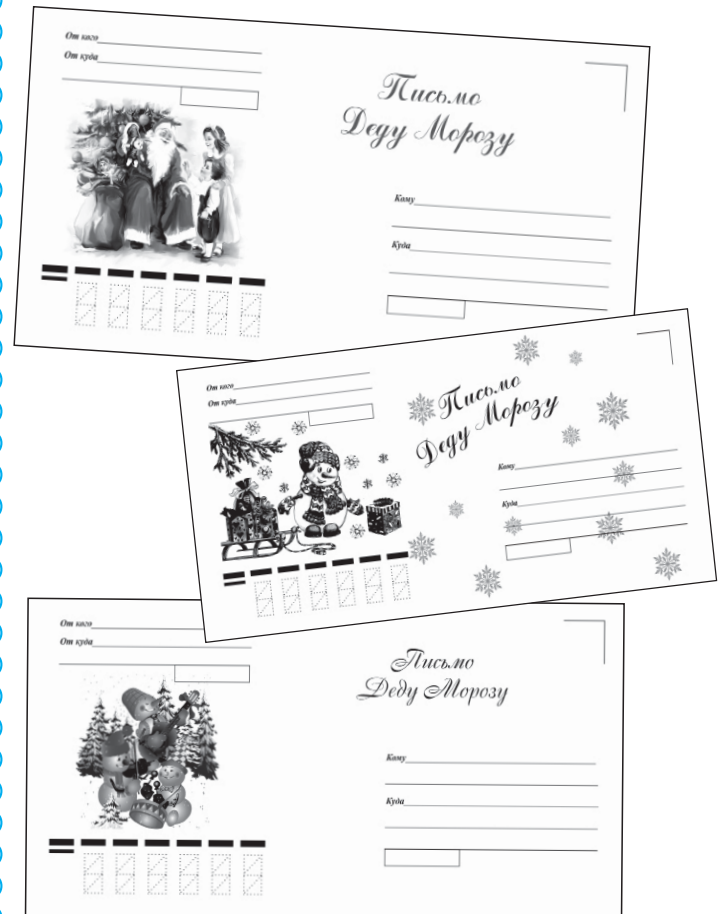 От кого
От куда
Письмо
Деду Морозу
Кому
Куда
От кого
От куда
Письмо
Деду Морозу
Кому
Куда
От кого
От куда
Письмо
Деду Морозу
Кому
Куда